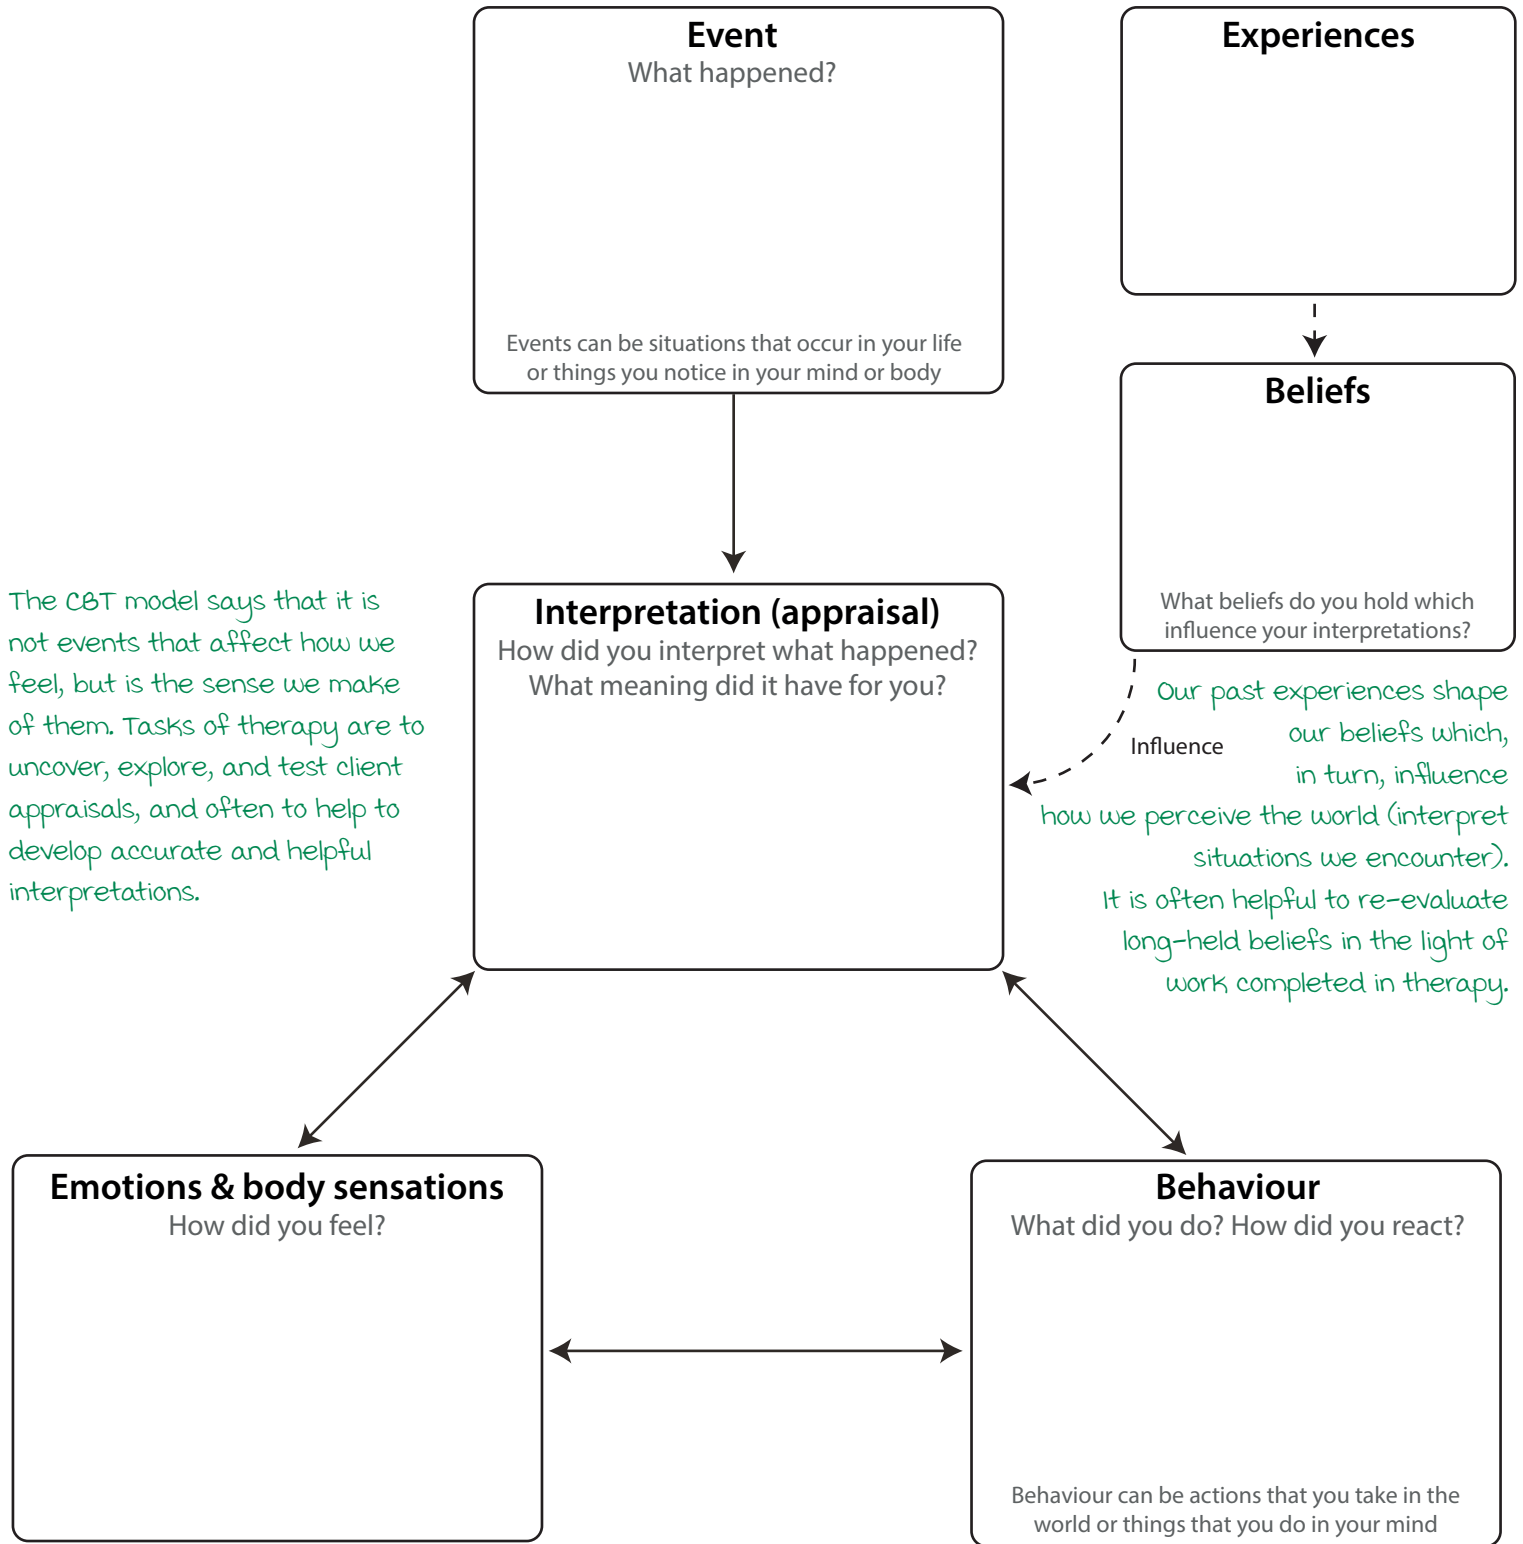 Event
What happened?
Events can be situations that occur in your life
or things you notice in your mind or body
Experiences
Beliefs
What beliefs do you hold which
influence your interpretations?
The CBT model says that it is
not events that affect how we
feel, but is the sense we make
of them. Tasks of therapy are to
uncover, explore, and test client
appraisals, and often to help to
develop accurate and helpful
interpretations.
Interpretation (appraisal)
How did you interpret what happened?
What meaning did it have for you?
Influence
Our past experiences shape
our beliefs which,
in turn, influence
how we perceive the world (interpret
situations we encounter).
It is often helpful to re-evaluate
long-held beliefs in the light of
work completed in therapy.
Emotions & body sensations
How did you feel?
Behaviour
What did you do? How did you react?
Behaviour can be actions that you take in the
world or things that you do in your mind